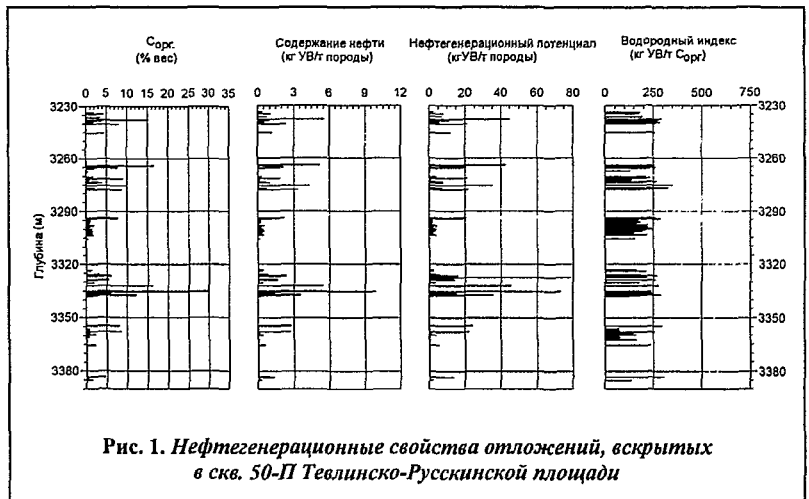 Cорг.
(% вес)
Содержание нефти
(кг УВ/т породы)
Нефтегенерационный потенциал
(кгУВ/т породы)
Водородный индекс
(кг УВ/т Сорг)
0 5 10 15 20 25 30 35
0 3 6 9 12
0 20 40 60 80
0 250 500 750
Глубина (м)
3230
3260
3290
3320
3350
3380
3230
3260
3290
3320
3350
3380
Рис. 1. Нефтегенерационные свойства отложений, вскрытых
в скв. 50-П Тевлинско-Русскинской площади